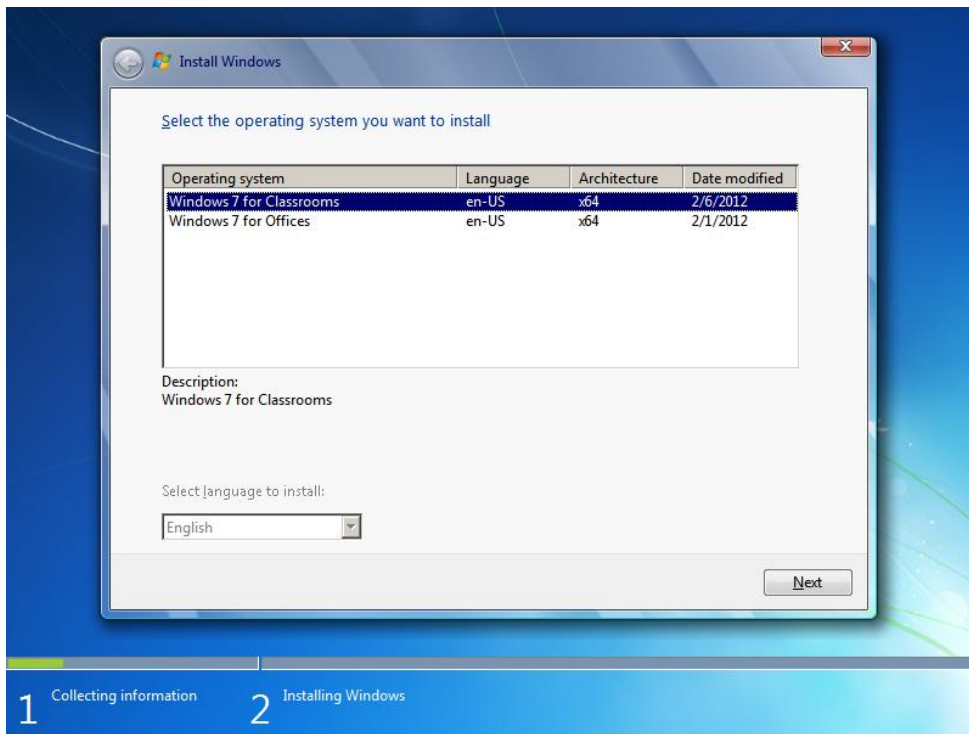 Install Windows
Select the operating system you want to install
Operating system Language Architecture Date modified
Windows 7 for Classrooms en-US x64 2/6/2012
Windows 7 for Offices en-US x64 2/1/2012
Description:
Windows 7 for Classrooms
Select language to install:
English
Next
1 Collecting information 2 Installing Windows